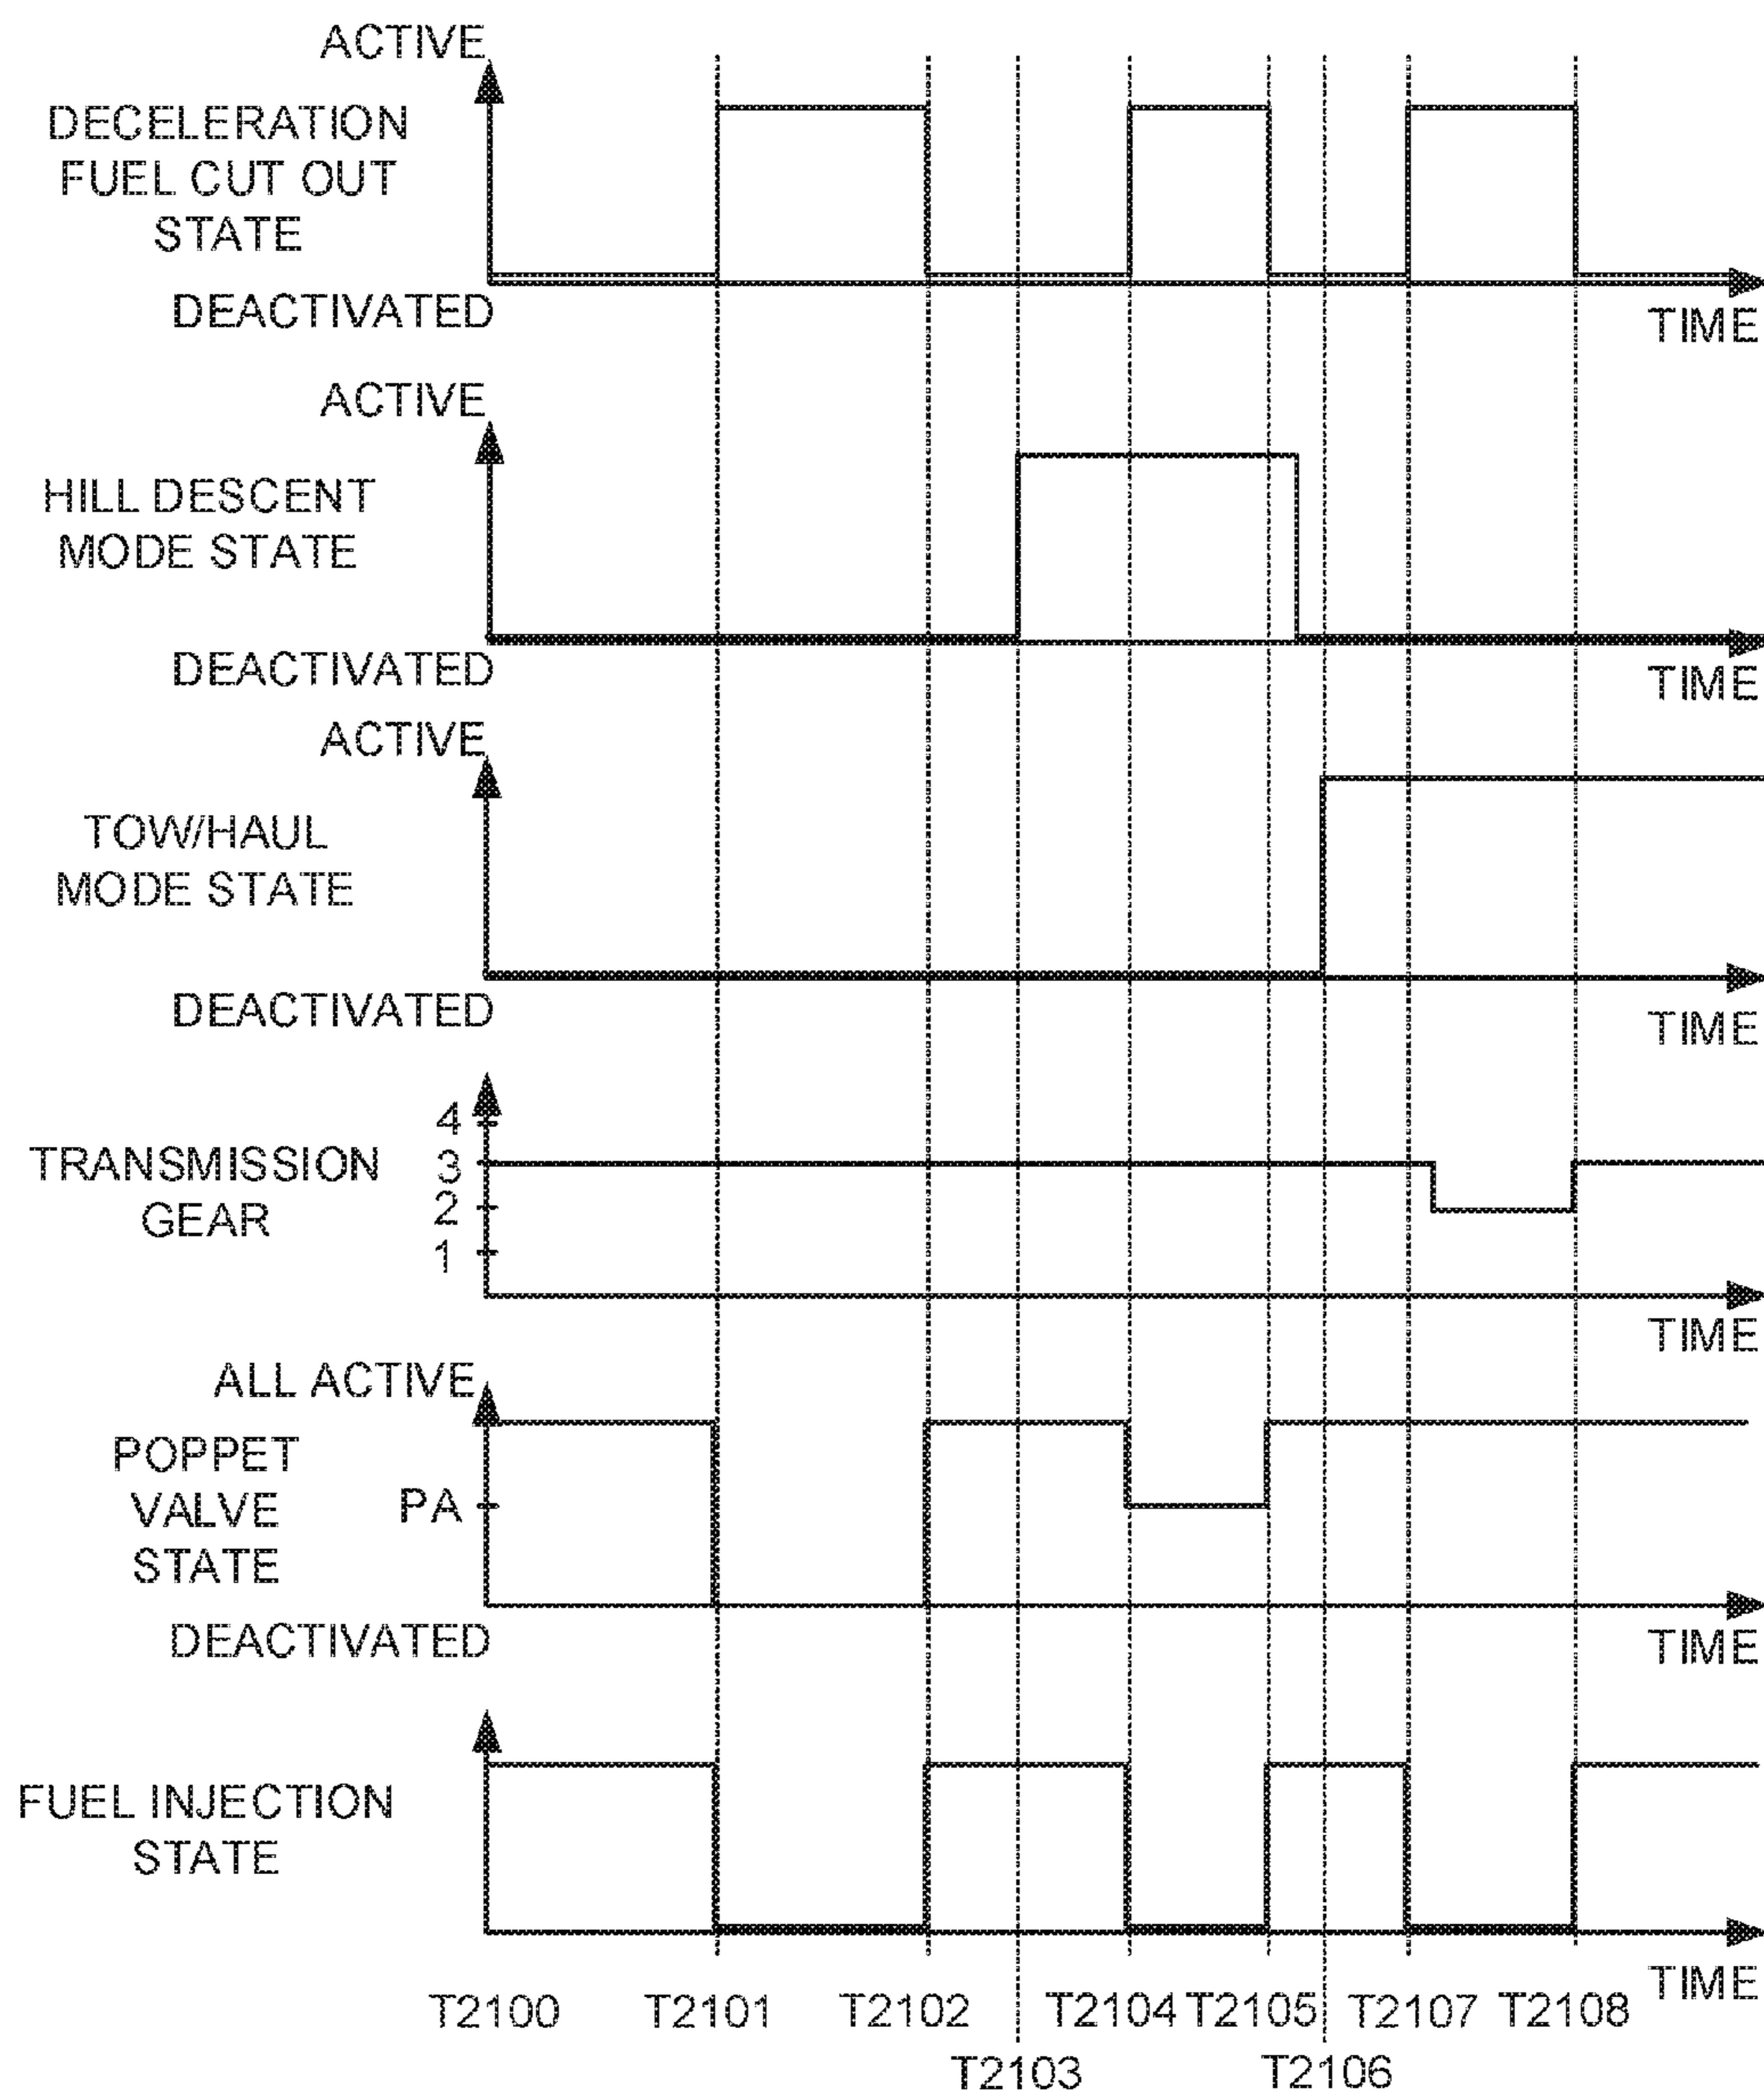 ACTIVE
DECELERATION
FUEL CUT OUT
STATE
DEACTIVATED
TIME
ACTIVE
HILL DESCENT
MODE STATE
DEACTIVATED
TIME
ACTIVE
TOW/HAUL
MODE STATE
DEACTIVATED
TIME
4
TRANSMISSION
3
GEAR
2
1
TIME
ALL ACTIVE
POPPET
VALVE
PA
STATE
DEACTIVATED
TIME
FUEL INJECTION
STATE
TIME
T2100 T2101 T2102 T2104 T2105 T2107 T2108
T2103 T2106